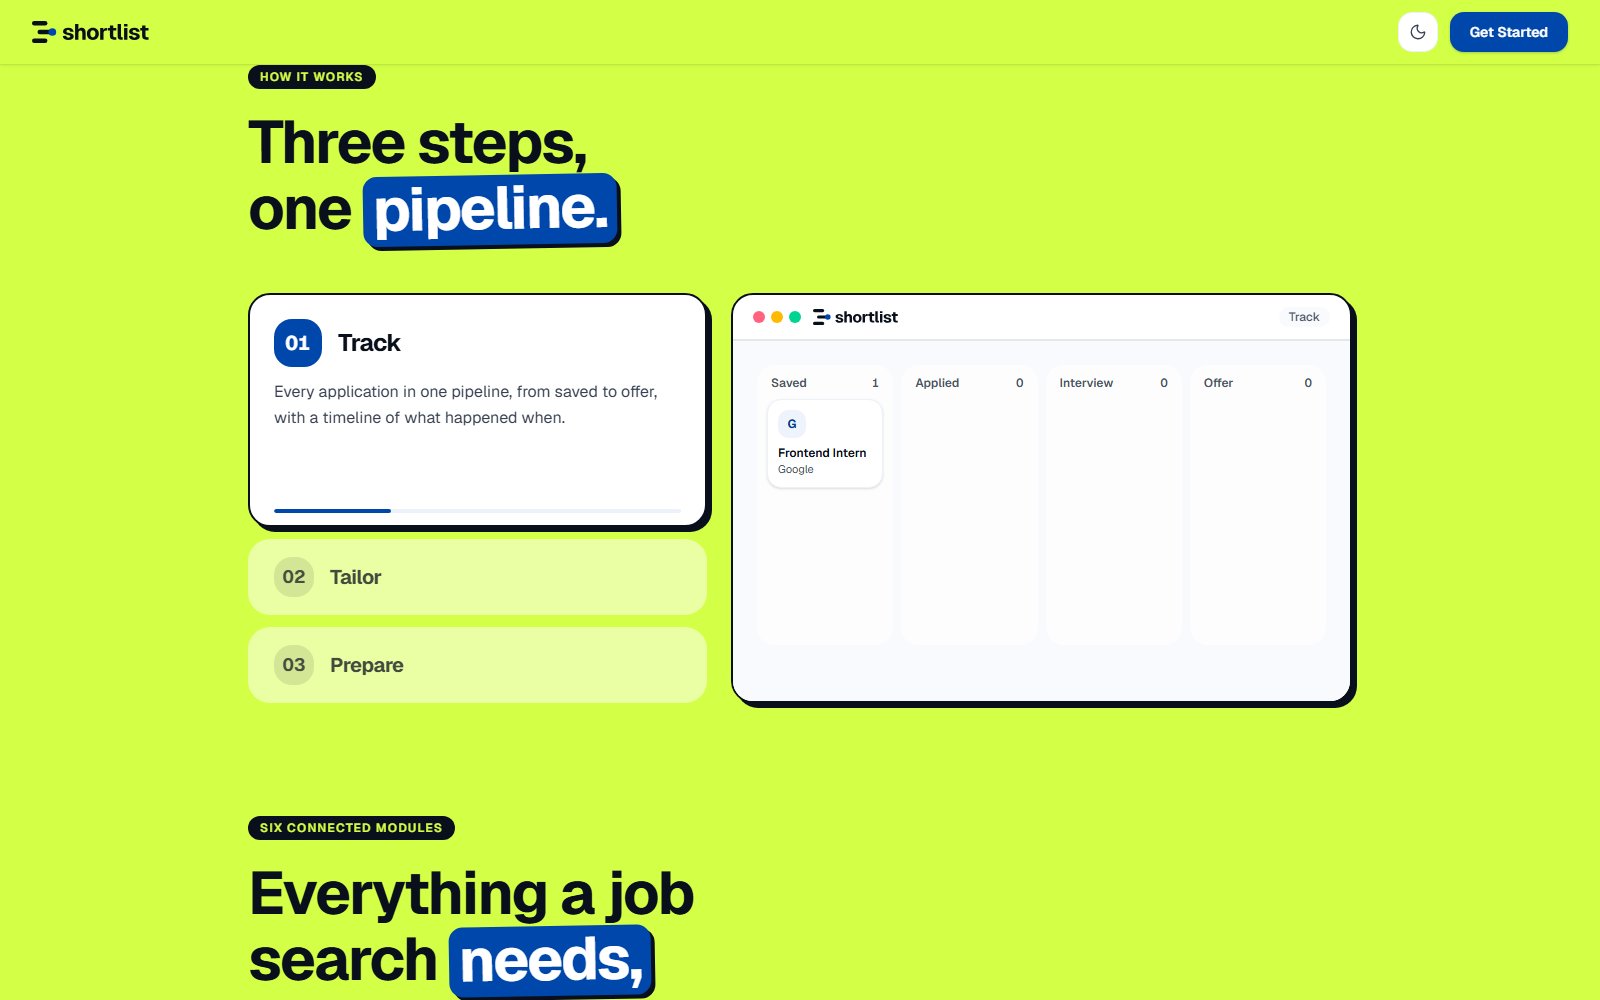 shortlist
Get Started
HOW IT WORKS
Three steps,
one pipeline.
01 Track
Every application in one pipeline, from saved to offer,
with a timeline of what happened when.
02 Tailor
03 Prepare
shortlist
Track
Saved 1
Applied 0
Interview 0
Offer 0
G
Frontend Intern
Google
SIX CONNECTED MODULES
Everything a job
search needs,